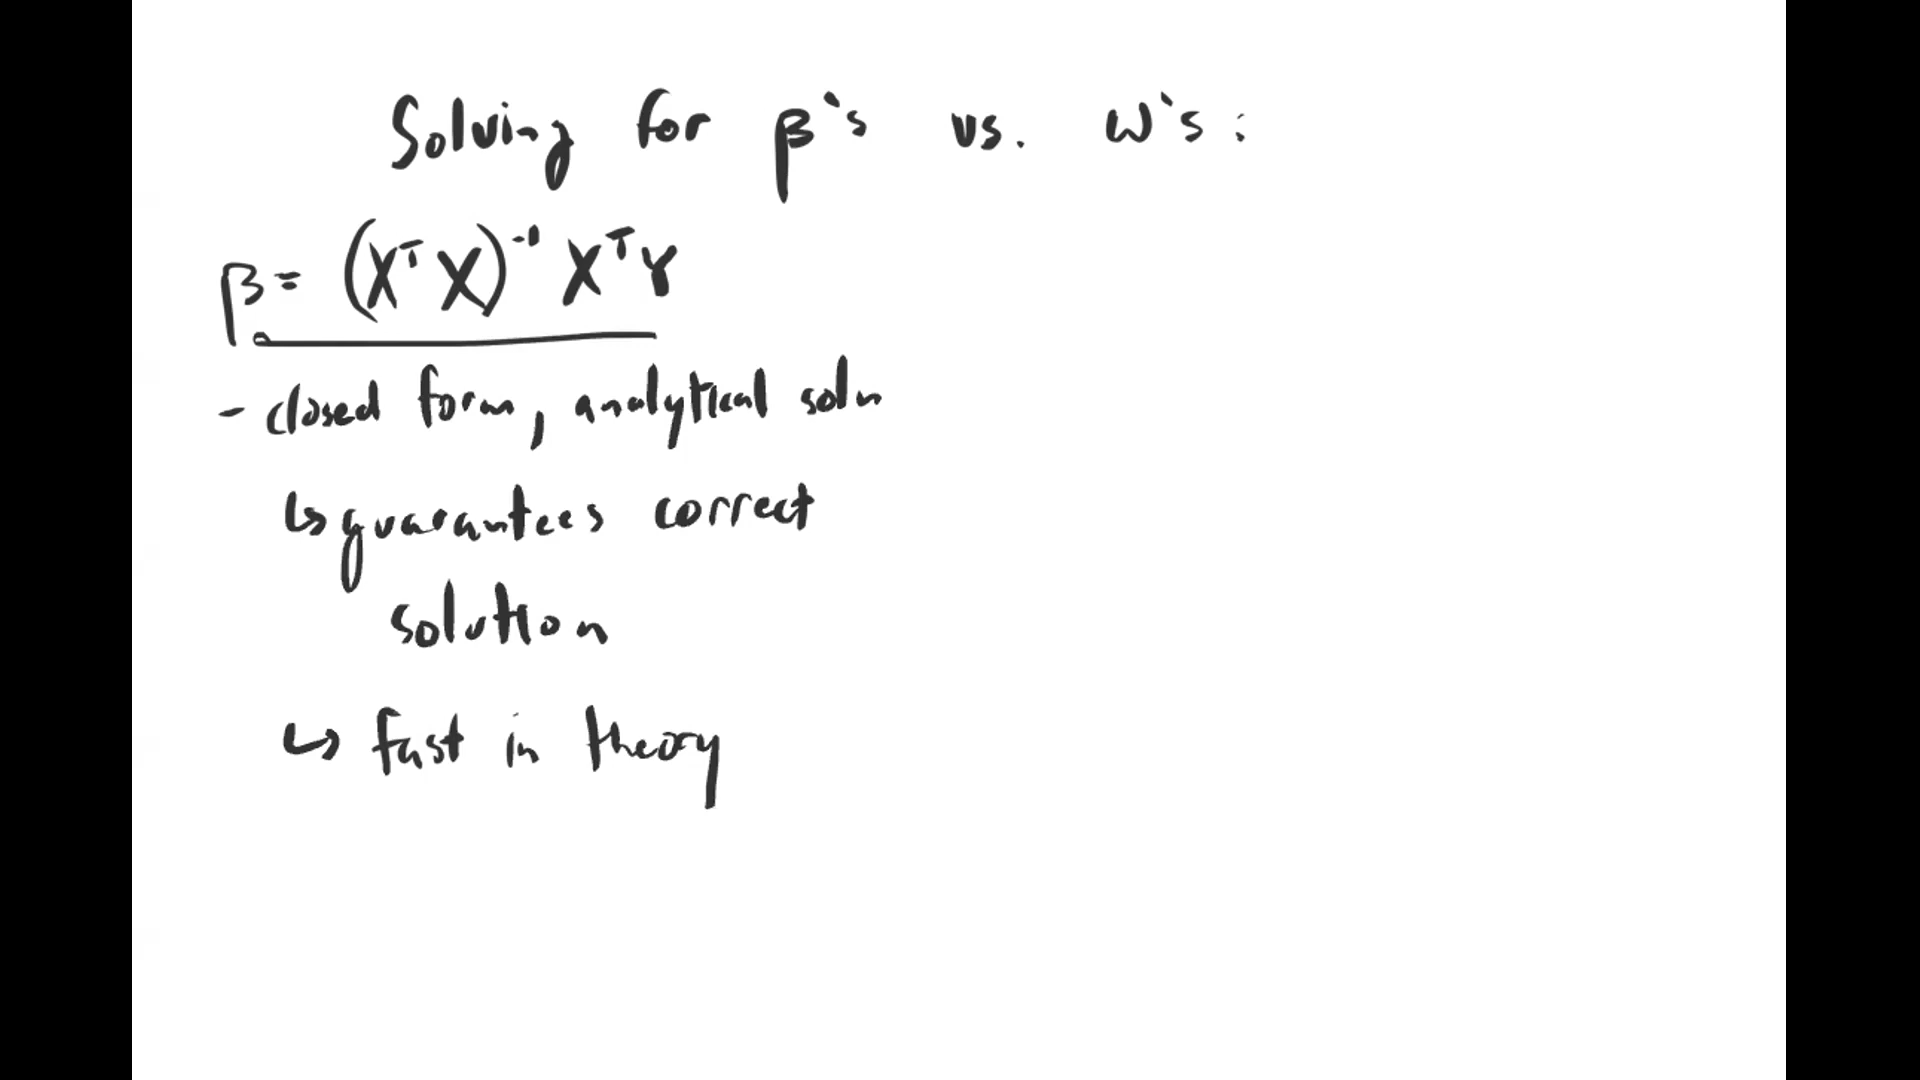 Solving for β's vs. w's:
β = (XᵀX)⁻¹ XᵀY
- closed form, analytical soln
↳ guarantees correct
solution
↳ fast in theory